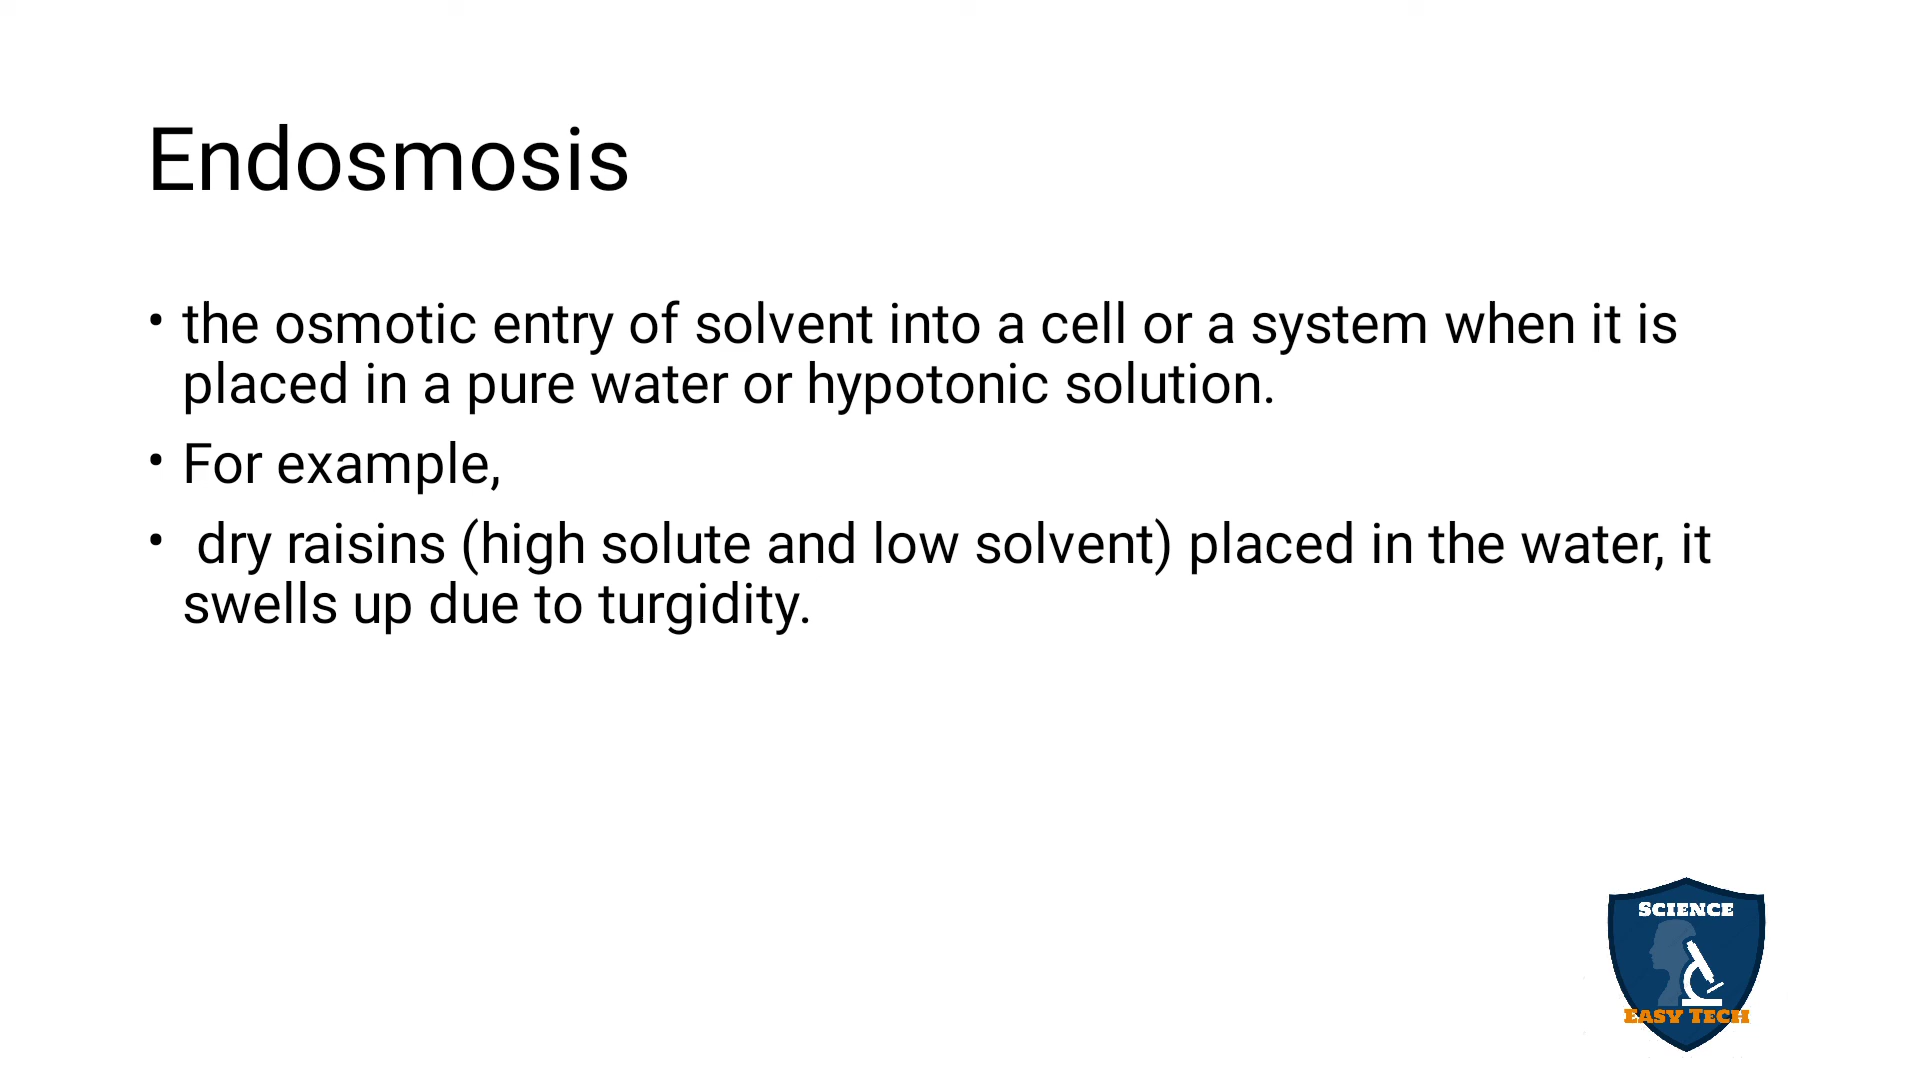 Endosmosis
• the osmotic entry of solvent into a cell or a system when it is
placed in a pure water or hypotonic solution.
• For example,
• dry raisins (high solute and low solvent) placed in the water, it
swells up due to turgidity.
SCIENCE
EASY TECH